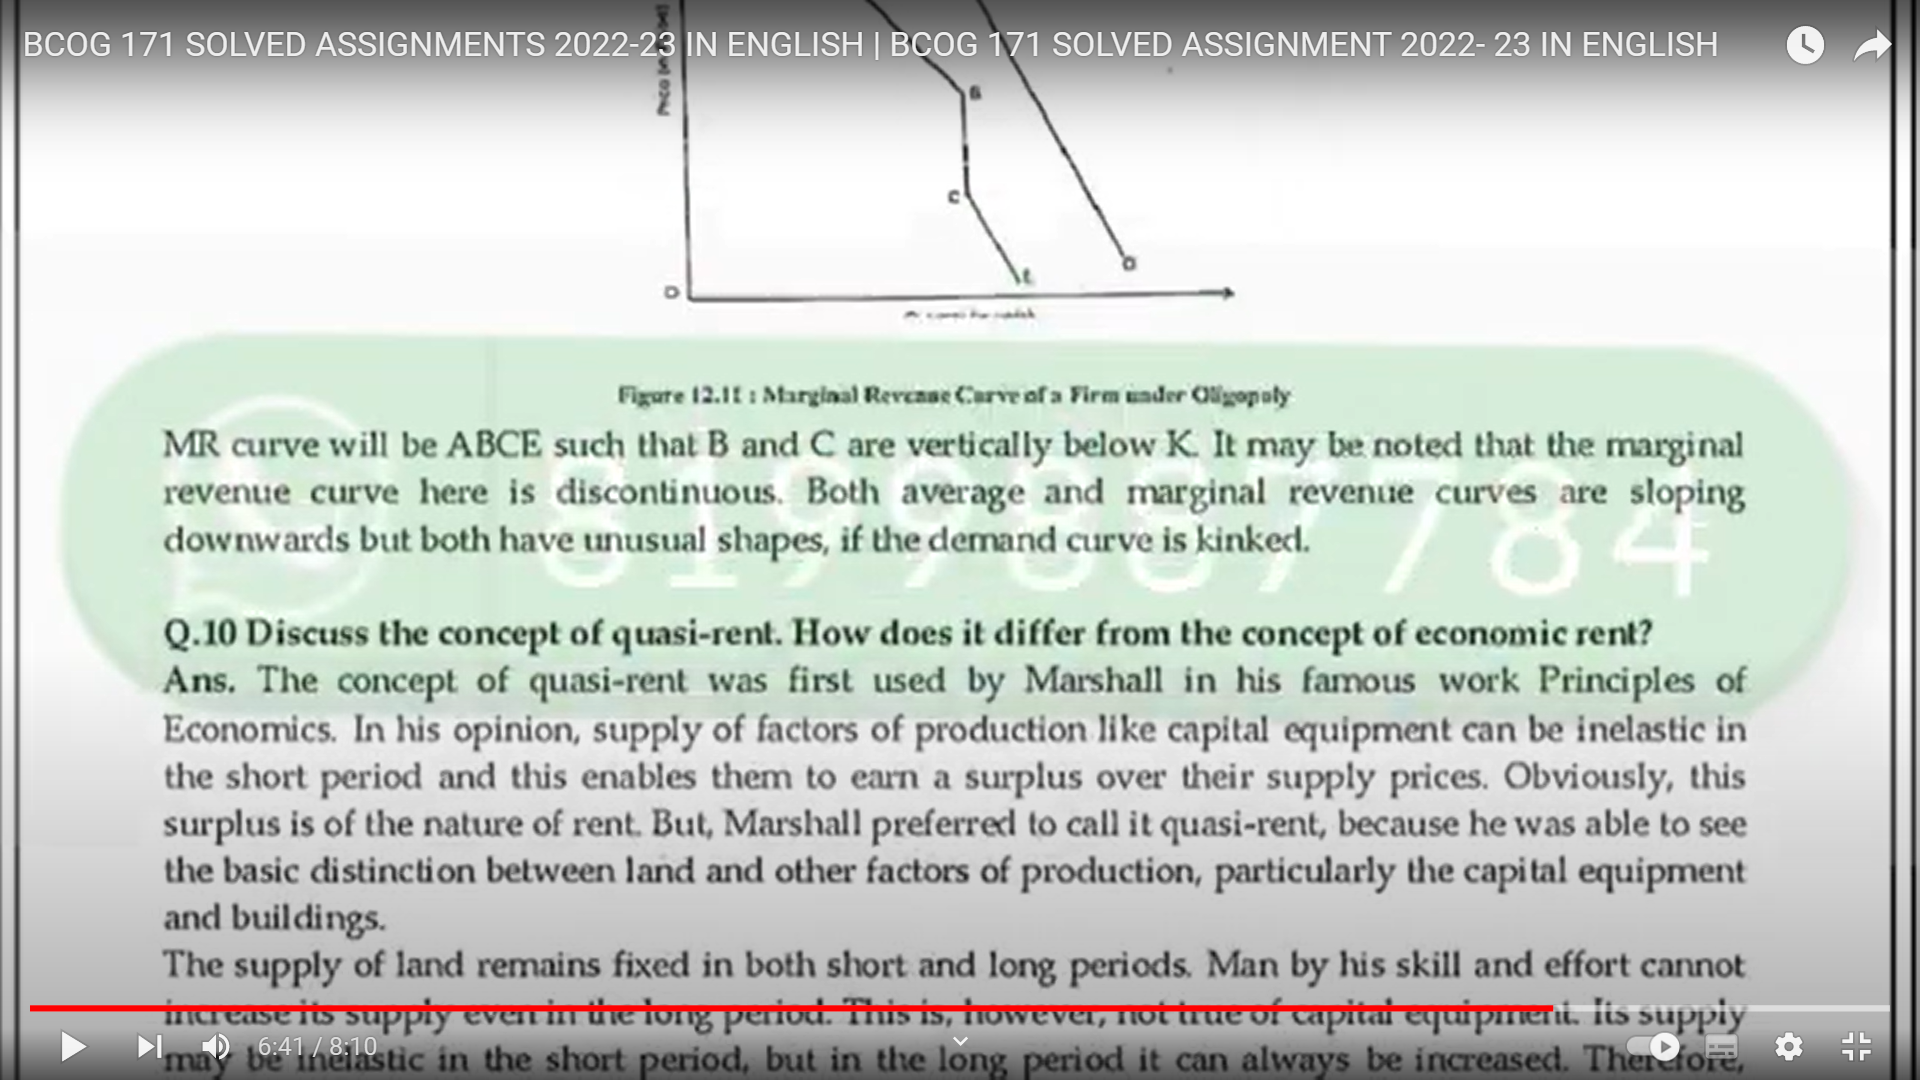 BCOG 171 SOLVED ASSIGNMENTS 2022-23 IN ENGLISH | BCOG 171 SOLVED ASSIGNMENT 2022- 23 IN ENGLISH
Price
B
C
E
D
O
Figure 12.11 : Marginal Revenue Curve of a Firm under Oligopoly
MR curve will be ABCE such that B and C are vertically below K. It may be noted that the marginal
revenue curve here is discontinuous. Both average and marginal revenue curves are sloping
downwards but both have unusual shapes, if the demand curve is kinked.
8199887784
Q.10 Discuss the concept of quasi-rent. How does it differ from the concept of economic rent?
Ans. The concept of quasi-rent was first used by Marshall in his famous work Principles of
Economics. In his opinion, supply of factors of production like capital equipment can be inelastic in
the short period and this enables them to earn a surplus over their supply prices. Obviously, this
surplus is of the nature of rent. But, Marshall preferred to call it quasi-rent, because he was able to see
the basic distinction between land and other factors of production, particularly the capital equipment
and buildings.
The supply of land remains fixed in both short and long periods. Man by his skill and effort cannot
increase its supply even in the long period. This is, however, not true of capital equipment. Its supply
may be inelastic in the short period, but in the long period it can always be increased. Therefore,
6:41 / 8:10